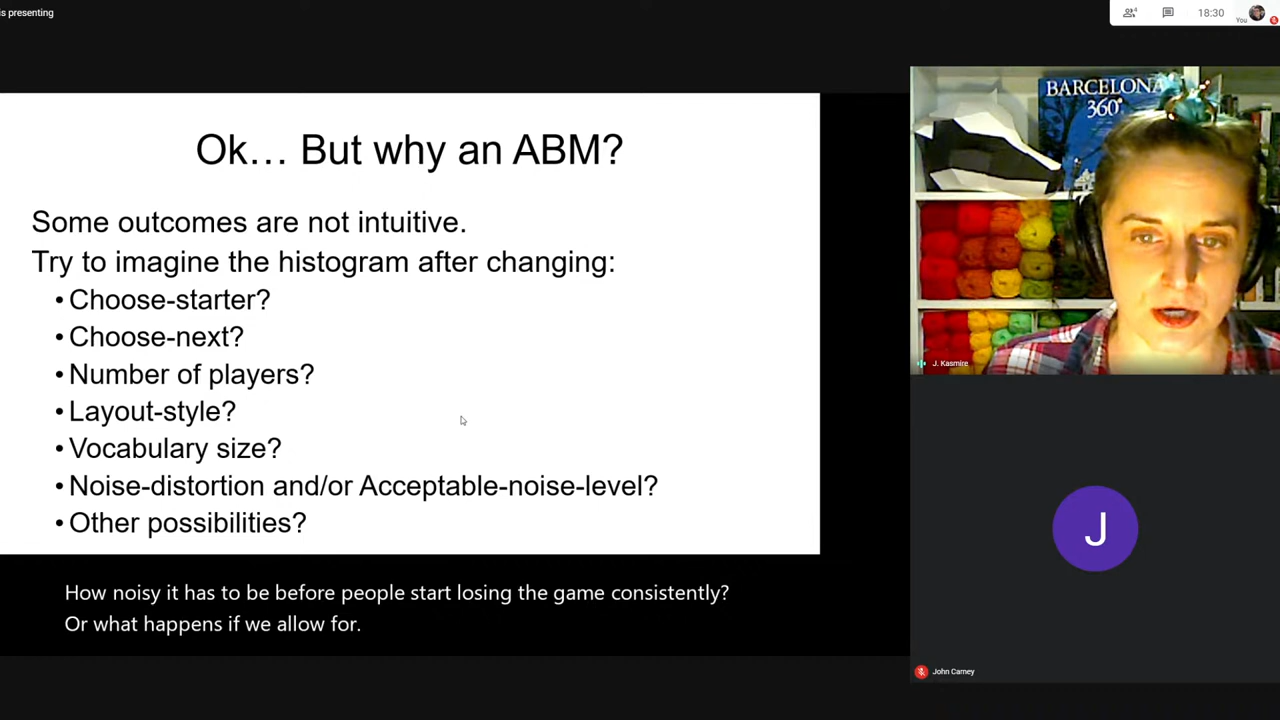 is presenting
4
18:30
You
Ok… But why an ABM?
Some outcomes are not intuitive.
Try to imagine the histogram after changing:
• Choose-starter?
• Choose-next?
• Number of players?
• Layout-style?
• Vocabulary size?
• Noise-distortion and/or Acceptable-noise-level?
• Other possibilities?
How noisy it has to be before people start losing the game consistently?
Or what happens if we allow for.
BARCELONA
360°
J. Kasmire
J
John Carney